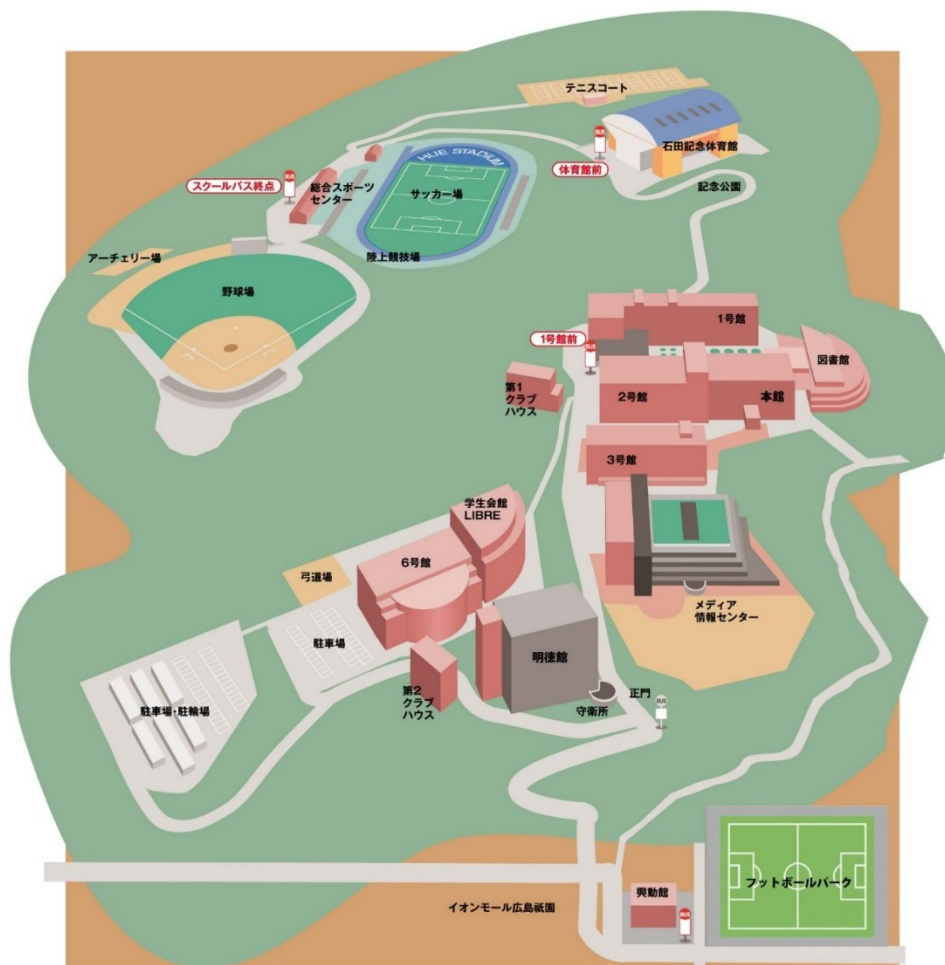 テニスコート
石田記念体育館
BUS
体育館前
記念公園
BUS
スクールバス終点
総合スポーツ
センター
HUE STADIUM
サッカー場
陸上競技場
アーチェリー場
野球場
1号館
BUS
1号館前
図書館
第1
クラブ
ハウス
2号館
本館
3号館
学生会館
LIBRE
6号館
弓道場
メディア
情報センター
駐車場
明徳館
第2
クラブ
ハウス
正門
守衛所
BUS
駐車場・駐輪場
フットボールパーク
興動館
BUS
イオンモール広島祇園